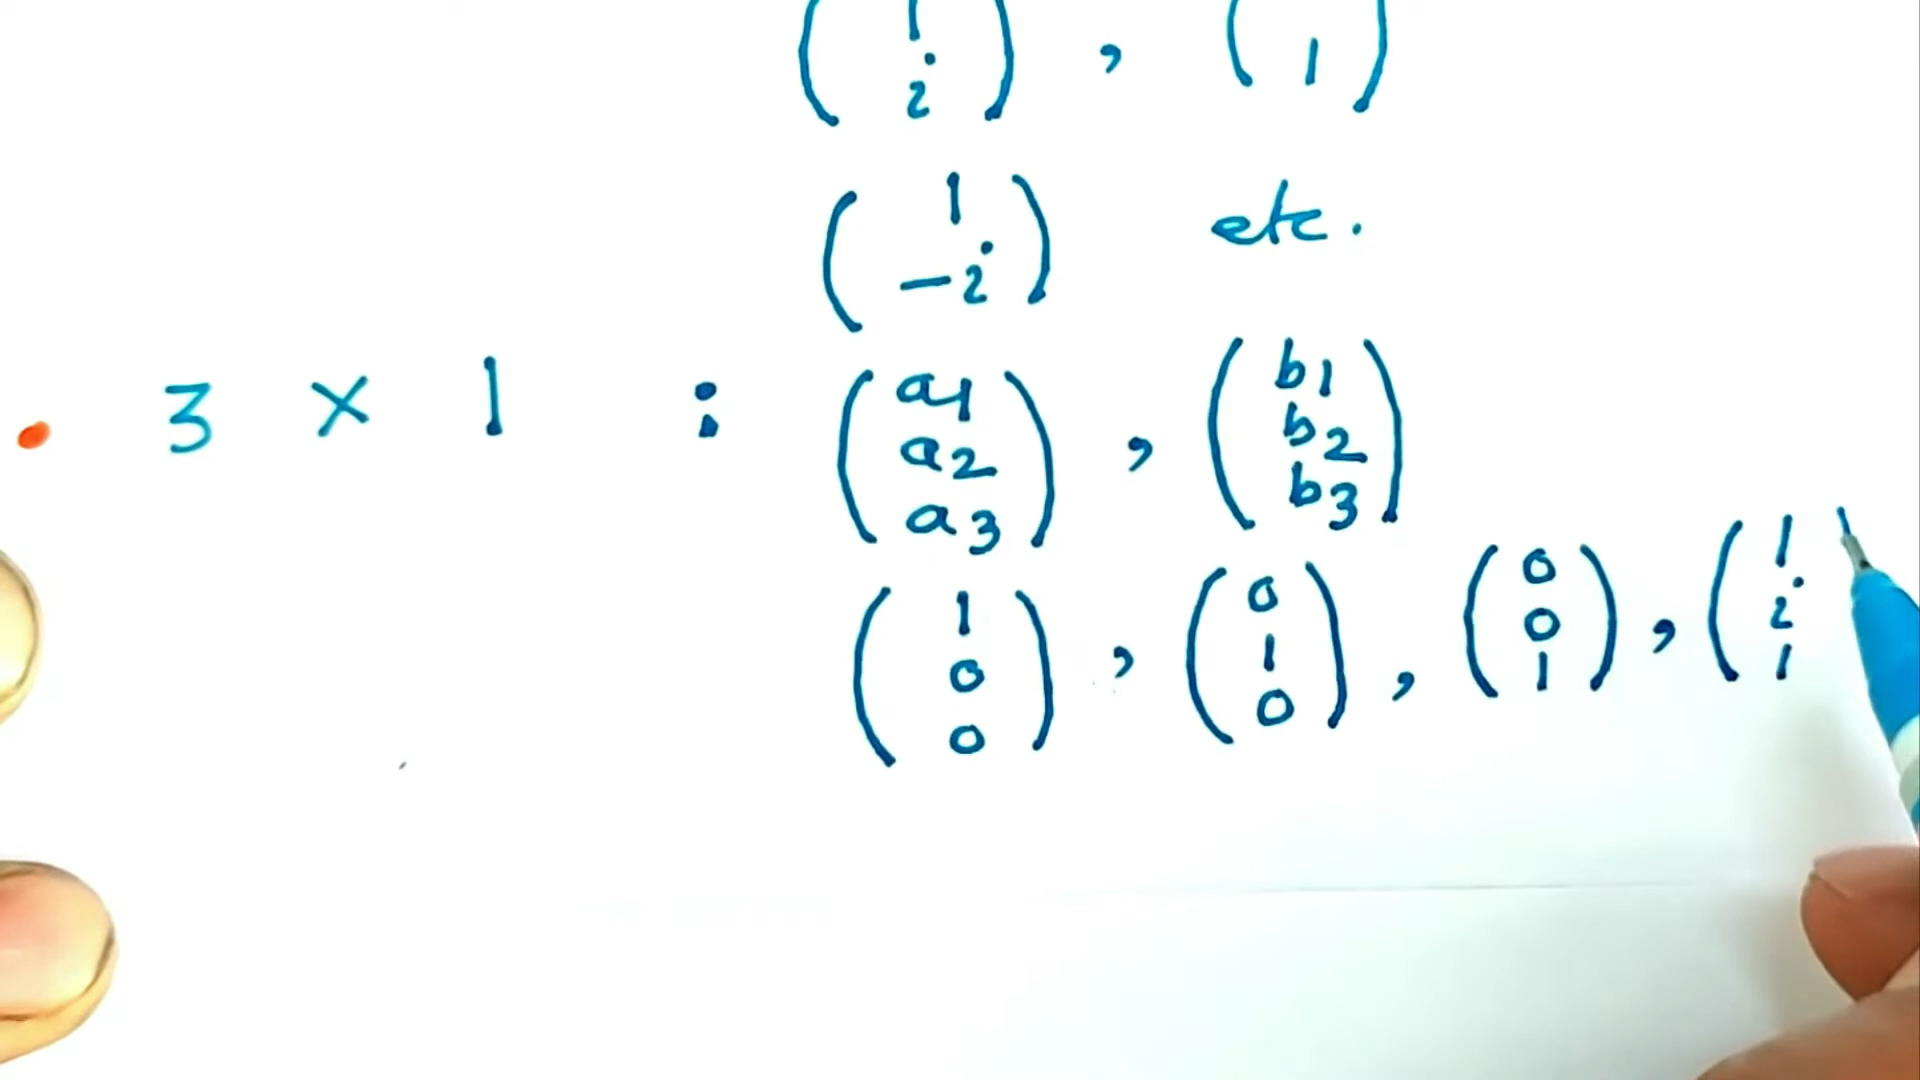 ( 1 ) , ( )
( i ) ( 1 )
( 1 ) etc.
( -i )
3 × 1 : ( a1 ) , ( b1 )
( a2 ) ( b2 )
( a3 ) ( b3 )
( 1 ) , ( 0 ) , ( 0 ) , ( 1
( 0 ) ( 1 ) ( 0 ) ( i
( 0 ) ( 0 ) ( 1 ) ( 1